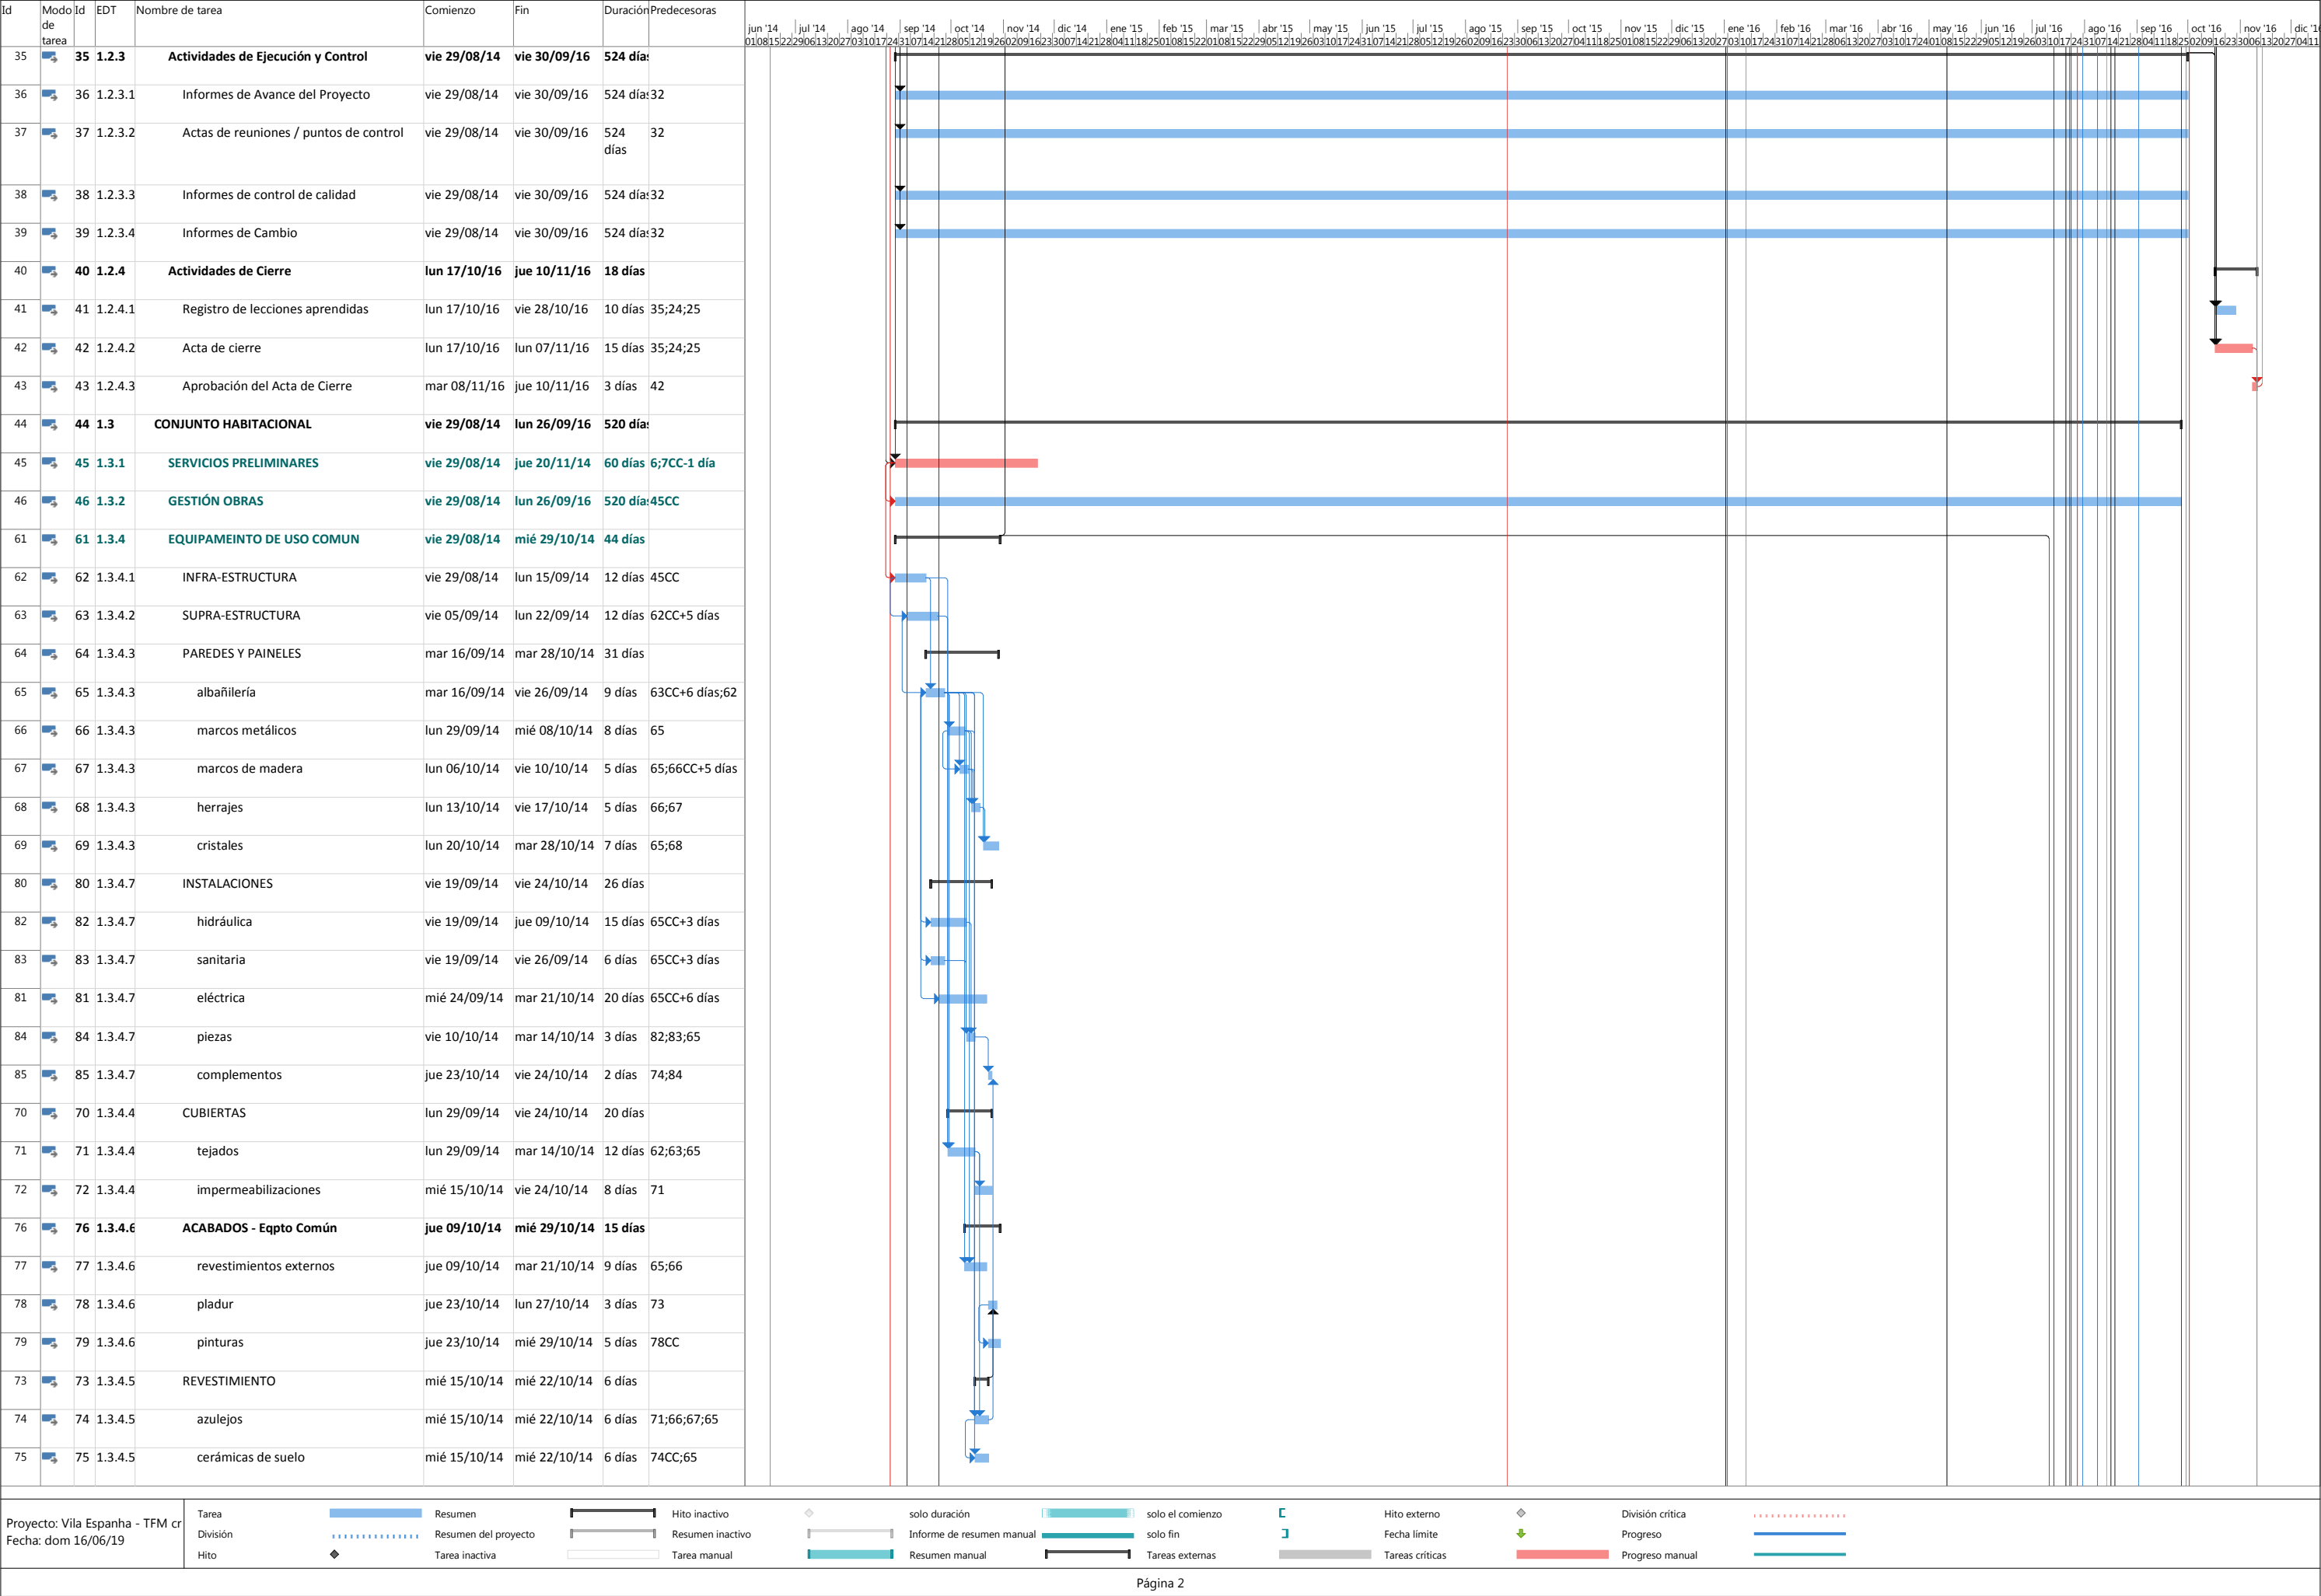 Id Modo de tarea Id EDT Nombre de tarea Comienzo Fin Duración Predecesoras
jun '14 jul '14 ago '14 sep '14 oct '14 nov '14 dic '14 ene '15 feb '15 mar '15 abr '15 may '15 jun '15 jul '15 ago '15 sep '15 oct '15 nov '15 dic '15 ene '16 feb '16 mar '16 abr '16 may '16 jun '16 jul '16 ago '16 sep '16 oct '16 nov '16
35 35 1.2.3 Actividades de Ejecución y Control vie 29/08/14 vie 30/09/16 524 días
36 36 1.2.3.1 Informes de Avance del Proyecto vie 29/08/14 vie 30/09/16 524 días 32
37 37 1.2.3.2 Actas de reuniones / puntos de control vie 29/08/14 vie 30/09/16 524 días 32
38 38 1.2.3.3 Informes de control de calidad vie 29/08/14 vie 30/09/16 524 días 32
39 39 1.2.3.4 Informes de Cambio vie 29/08/14 vie 30/09/16 524 días 32
40 40 1.2.4 Actividades de Cierre lun 17/10/16 jue 10/11/16 18 días
41 41 1.2.4.1 Registro de lecciones aprendidas lun 17/10/16 vie 28/10/16 10 días 35;24;25
42 42 1.2.4.2 Acta de cierre lun 17/10/16 lun 07/11/16 15 días 35;24;25
43 43 1.2.4.3 Aprobación del Acta de Cierre mar 08/11/16 jue 10/11/16 3 días 42
44 44 1.3 CONJUNTO HABITACIONAL vie 29/08/14 lun 26/09/16 520 días
45 45 1.3.1 SERVICIOS PRELIMINARES vie 29/08/14 jue 20/11/14 60 días 6;7CC-1 día
46 46 1.3.2 GESTIÓN OBRAS vie 29/08/14 lun 26/09/16 520 días 45CC
61 61 1.3.4 EQUIPAMEINTO DE USO COMUN vie 29/08/14 mié 29/10/14 44 días
62 62 1.3.4.1 INFRA-ESTRUCTURA vie 29/08/14 lun 15/09/14 12 días 45CC
63 63 1.3.4.2 SUPRA-ESTRUCTURA vie 05/09/14 lun 22/09/14 12 días 62CC+5 días
64 64 1.3.4.3 PAREDES Y PAINELES mar 16/09/14 mar 28/10/14 31 días
65 65 1.3.4.3 albañilería mar 16/09/14 vie 26/09/14 9 días 63CC+6 días;62
66 66 1.3.4.3 marcos metálicos lun 29/09/14 mié 08/10/14 8 días 65
67 67 1.3.4.3 marcos de madera lun 06/10/14 vie 10/10/14 5 días 65;66CC+5 días
68 68 1.3.4.3 herrajes lun 13/10/14 vie 17/10/14 5 días 66;67
69 69 1.3.4.3 cristales lun 20/10/14 mar 28/10/14 7 días 65;68
80 80 1.3.4.7 INSTALACIONES vie 19/09/14 vie 24/10/14 26 días
82 82 1.3.4.7 hidráulica vie 19/09/14 jue 09/10/14 15 días 65CC+3 días
83 83 1.3.4.7 sanitaria vie 19/09/14 vie 26/09/14 6 días 65CC+3 días
81 81 1.3.4.7 eléctrica mié 24/09/14 mar 21/10/14 20 días 65CC+6 días
84 84 1.3.4.7 piezas vie 10/10/14 mar 14/10/14 3 días 82;83;65
85 85 1.3.4.7 complementos jue 23/10/14 vie 24/10/14 2 días 74;84
70 70 1.3.4.4 CUBIERTAS lun 29/09/14 vie 24/10/14 20 días
71 71 1.3.4.4 tejados lun 29/09/14 mar 14/10/14 12 días 62;63;65
72 72 1.3.4.4 impermeabilizaciones mié 15/10/14 vie 24/10/14 8 días 71
76 76 1.3.4.6 ACABADOS - Eqpto Común jue 09/10/14 mié 29/10/14 15 días
77 77 1.3.4.6 revestimientos externos jue 09/10/14 mar 21/10/14 9 días 65;66
78 78 1.3.4.6 pladur jue 23/10/14 lun 27/10/14 3 días 73
79 79 1.3.4.6 pinturas jue 23/10/14 mié 29/10/14 5 días 78CC
73 73 1.3.4.5 REVESTIMIENTO mié 15/10/14 mié 22/10/14 6 días
74 74 1.3.4.5 azulejos mié 15/10/14 mié 22/10/14 6 días 71;66;67;65
75 75 1.3.4.5 cerámicas de suelo mié 15/10/14 mié 22/10/14 6 días 74CC;65
Proyecto: Vila Espanha - TFM cr
Fecha: dom 16/06/19
Tarea Resumen Hito inactivo solo duración solo el comienzo Hito externo División crítica
División Resumen del proyecto Resumen inactivo Informe de resumen manual solo fin Fecha límite Progreso
Hito Tarea inactiva Tarea manual Resumen manual Tareas externas Tareas críticas Progreso manual
Página 2